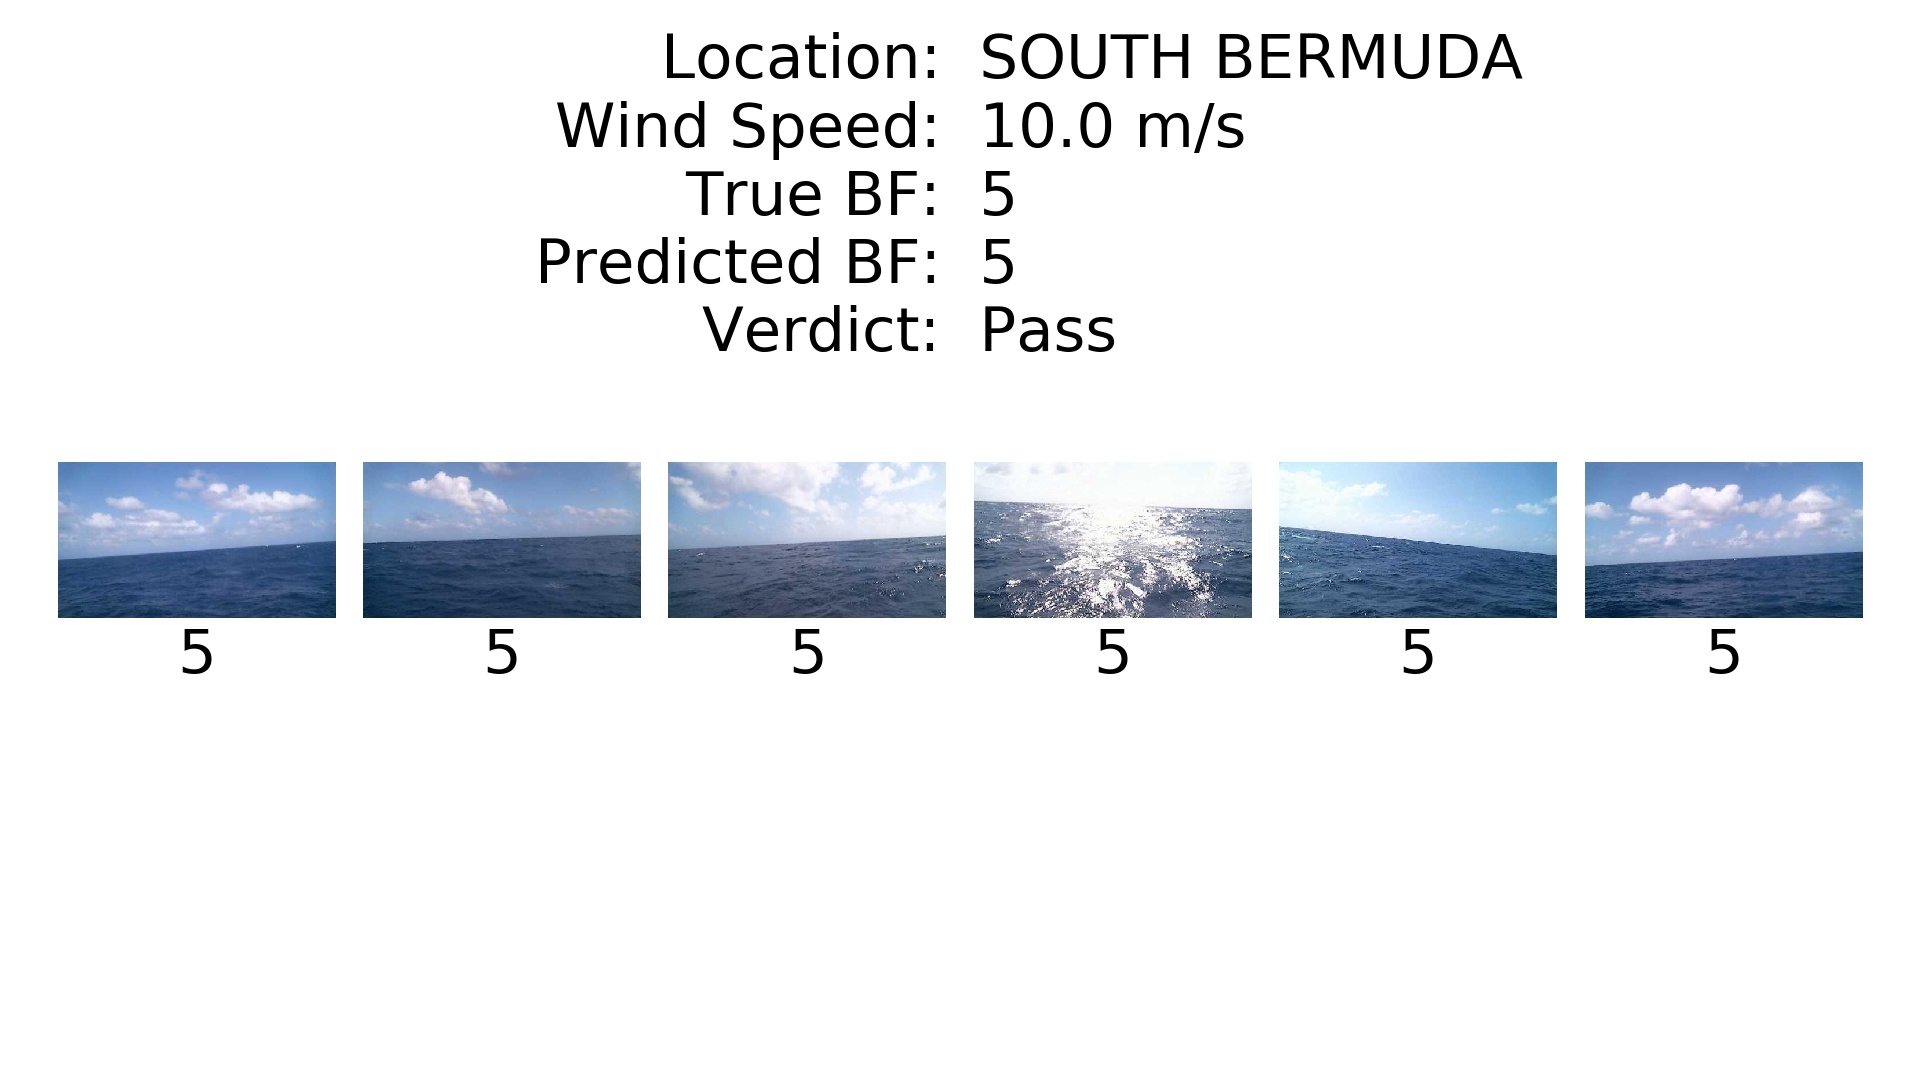 Location: SOUTH BERMUDA
Wind Speed: 10.0 m/s
True BF: 5
Predicted BF: 5
Verdict: Pass
5 5 5 5 5 5